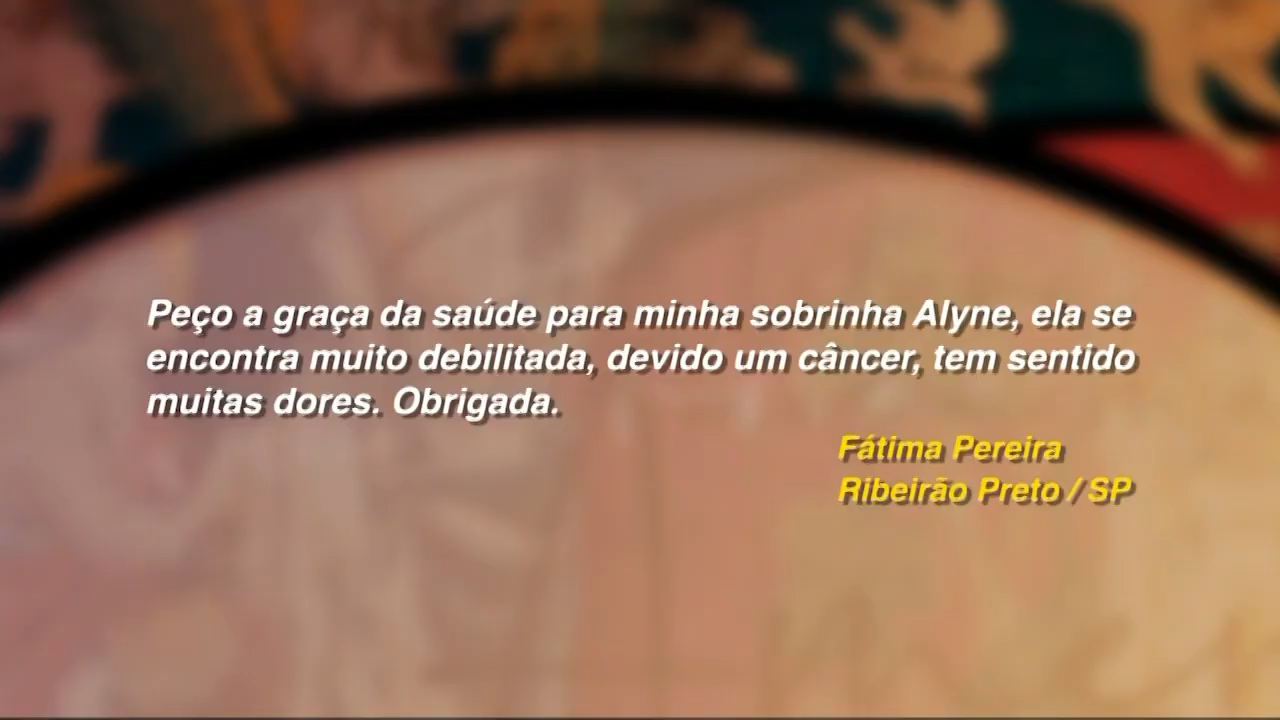 Peço a graça da saúde para minha sobrinha Alyne, ela se
encontra muito debilitada, devido um câncer, tem sentido
muitas dores. Obrigada.
Fátima Pereira
Ribeirão Preto / SP